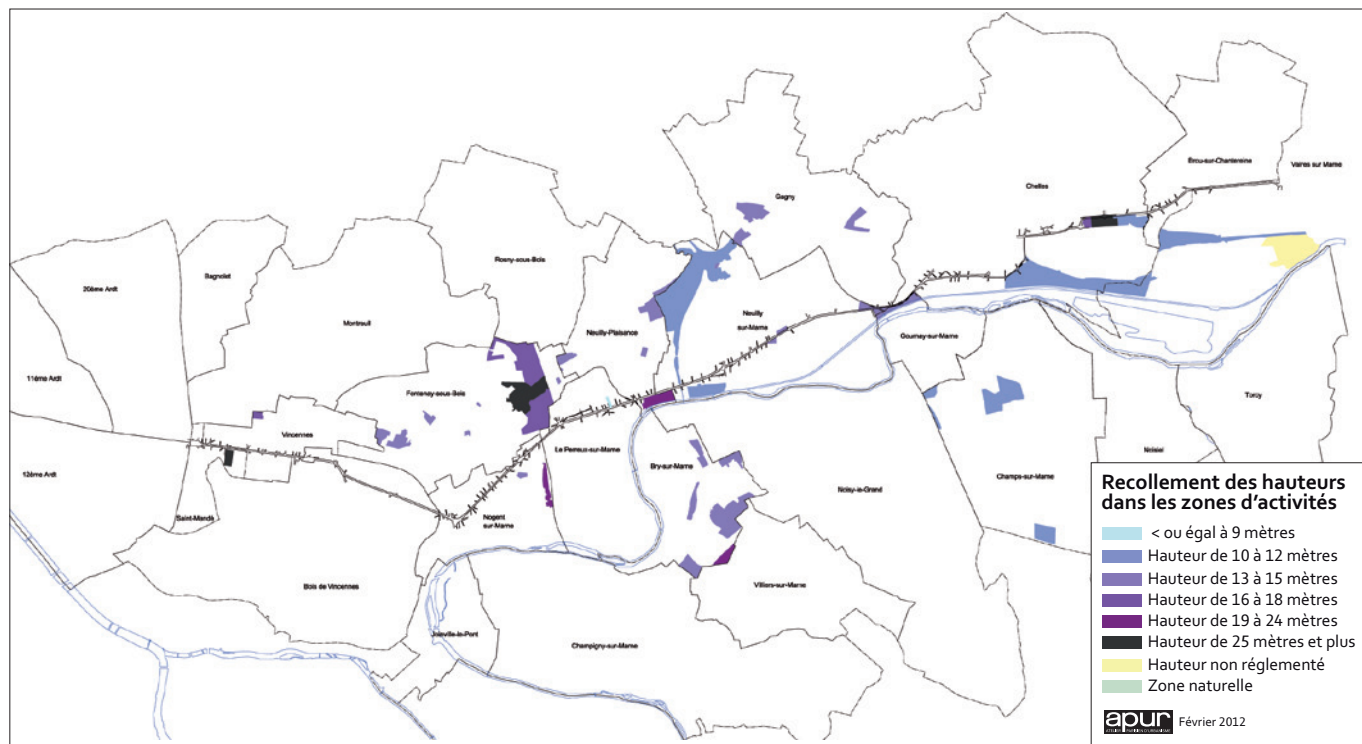 Écou-sur-Chantereine
Vaires sur Marne
Chelles
Gagny
Rosny-sous-Bois
Bagnolet
20ème Ardt
Montreuil
Neuilly
sur-Marne
Neuilly-Plaisance
Gournay-sur-Marne
11ème Ardt
Fontenay-sous-Bois
Torcy
Vincennes
Le Perreux-sur-Marne
Noisiel
12ème Ardt
Bry-sur-Marne
Champs-sur-Marne
Noisy-le-Grand
Saint-Mandé
Nogent
sur-Marne
Bois de Vincennes
Villiers-sur-Marne
Joinville-le-Pont
Champigny-sur-Marne
Recollement des hauteurs
dans les zones d'activités
< ou égal à 9 mètres
Hauteur de 10 à 12 mètres
Hauteur de 13 à 15 mètres
Hauteur de 16 à 18 mètres
Hauteur de 19 à 24 mètres
Hauteur de 25 mètres et plus
Hauteur non réglementé
Zone naturelle
apur
ATELIER PARISIEN D'URBANISME
Février 2012